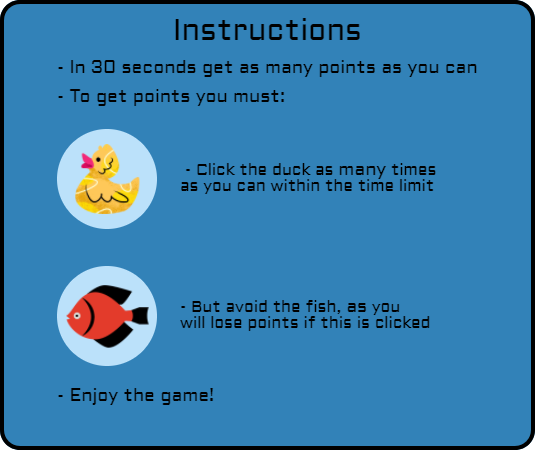 Instructions
- In 30 seconds get as many points as you can
- To get points you must:
- Click the duck as many times
as you can within the time limit
- But avoid the fish, as you
will lose points if this is clicked
- Enjoy the game!